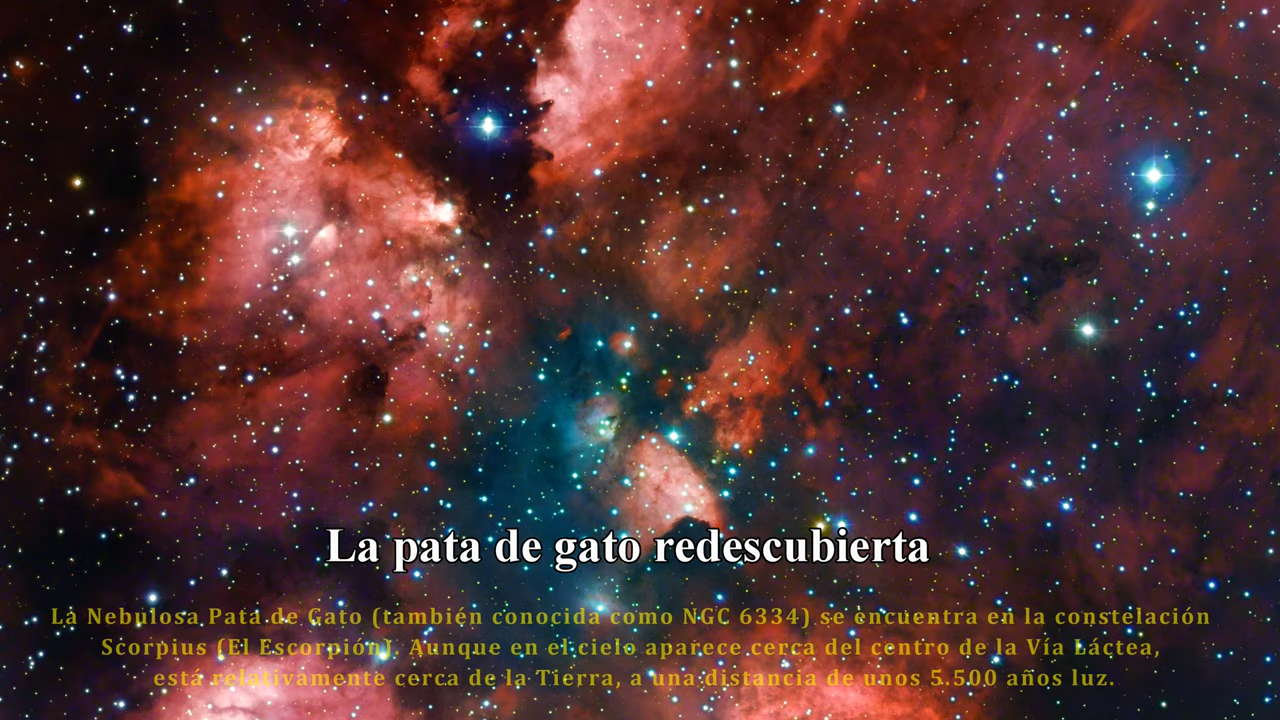 La pata de gato redescubierta
La Nebulosa Pata de Gato (también conocida como NGC 6334) se encuentra en la constelación
Scorpius (El Escorpión). Aunque en el cielo aparece cerca del centro de la Vía Láctea,
está relativamente cerca de la Tierra, a una distancia de unos 5.500 años luz.